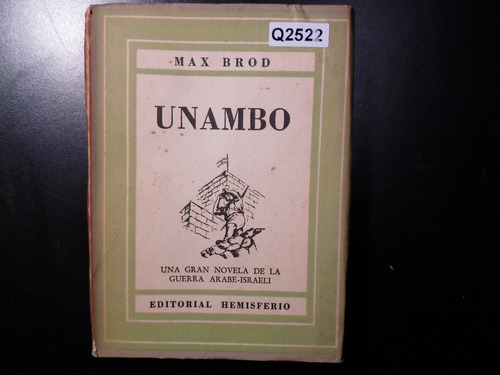 Q2522
MAX BROD
UNAMBO
UNA GRAN NOVELA DE LA
GUERRA ARABE-ISRAELI
EDITORIAL HEMISFERIO